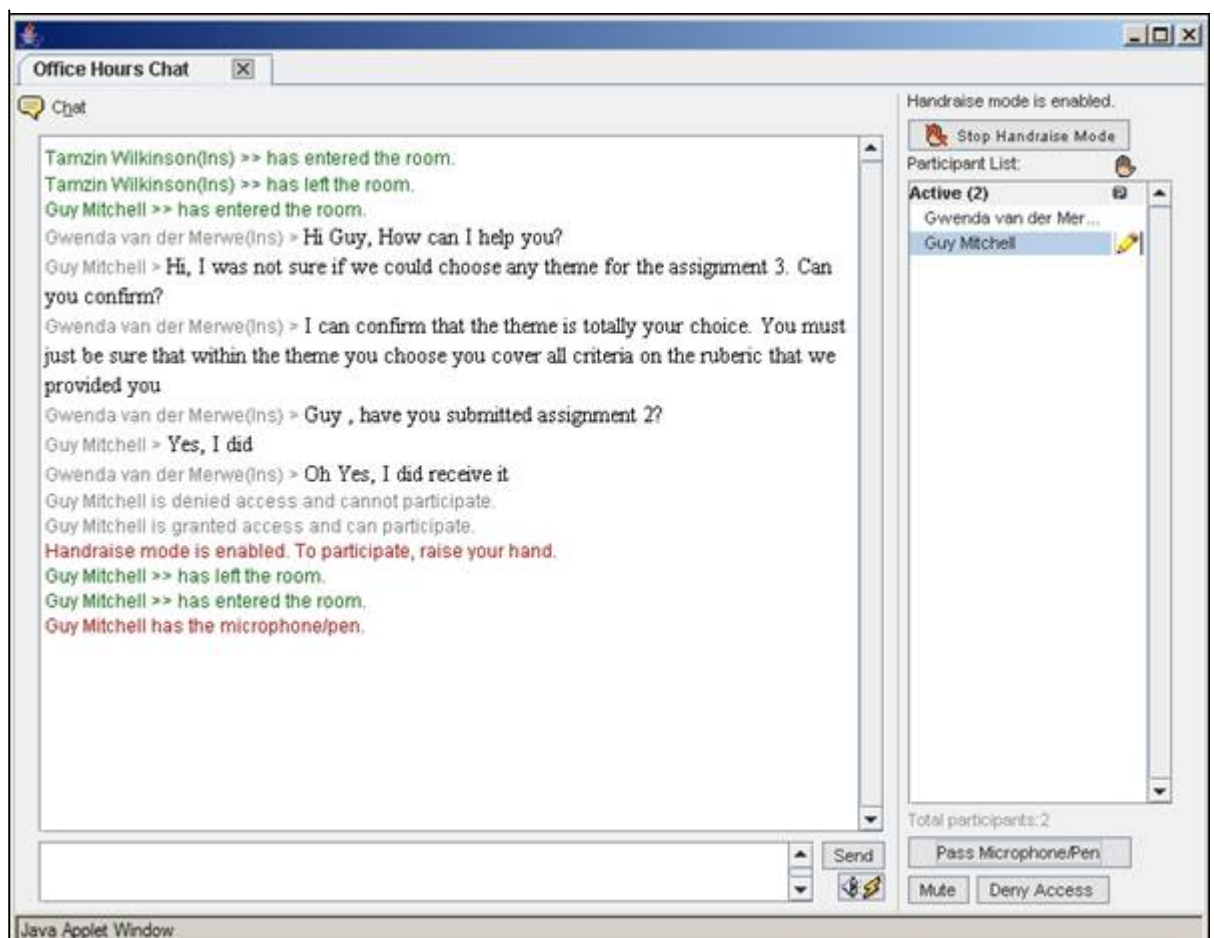 Office Hours Chat
Chat
Tamzin Wilkinson(Ins) >> has entered the room.
Tamzin Wilkinson(Ins) >> has left the room.
Guy Mitchell >> has entered the room.
Gwenda van der Merwe(Ins) > Hi Guy, How can I help you?
Guy Mitchell > Hi, I was not sure if we could choose any theme for the assignment 3. Can
you confirm?
Gwenda van der Merwe(Ins) > I can confirm that the theme is totally your choice. You must
just be sure that within the theme you choose you cover all criteria on the ruberic that we
provided you
Gwenda van der Merwe(Ins) > Guy , have you submitted assignment 2?
Guy Mitchell > Yes, I did
Gwenda van der Merwe(Ins) > Oh Yes, I did receive it
Guy Mitchell is denied access and cannot participate.
Guy Mitchell is granted access and can participate.
Handraise mode is enabled. To participate, raise your hand.
Guy Mitchell >> has left the room.
Guy Mitchell >> has entered the room.
Guy Mitchell has the microphone/pen.
Send
Handraise mode is enabled.
Stop Handraise Mode
Participant List:
Active (2)
Gwenda van der Mer...
Guy Mitchell
Total participants:2
Pass Microphone/Pen
Mute Deny Access
Java Applet Window